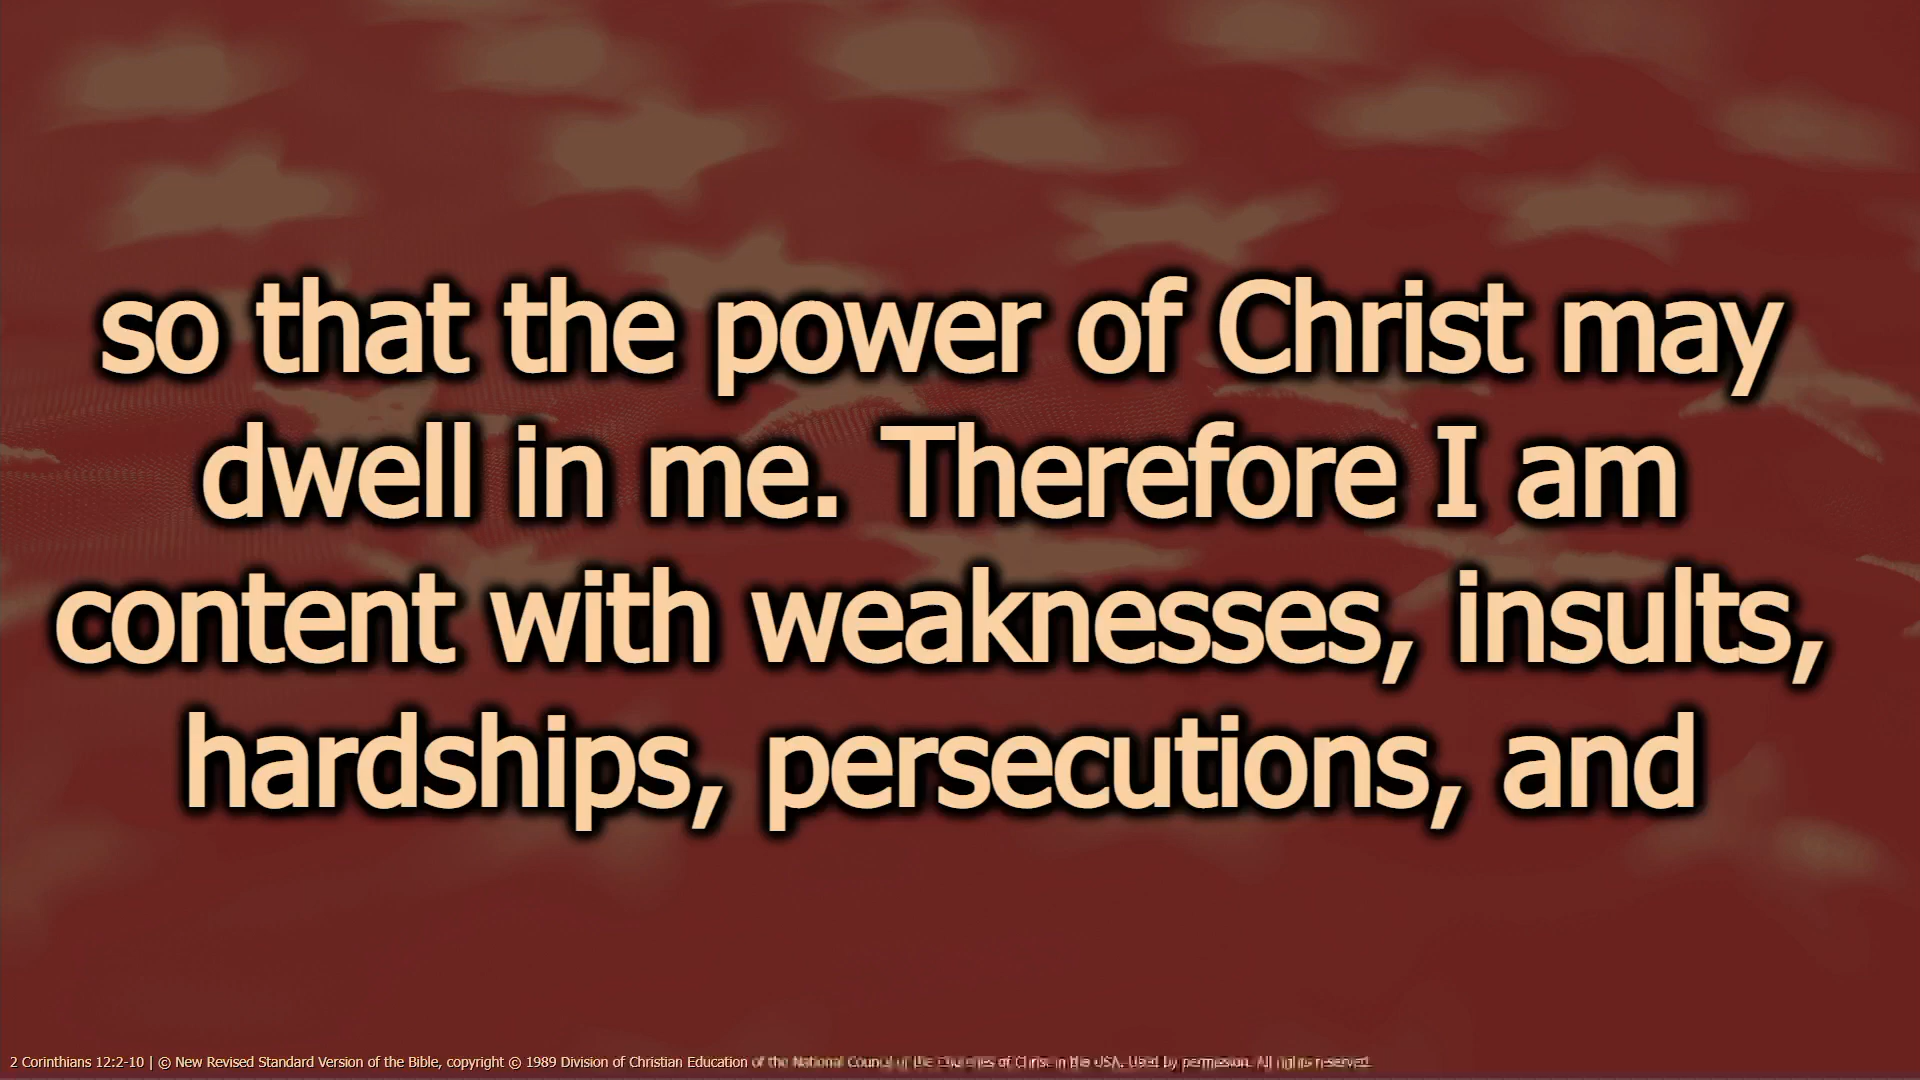 so that the power of Christ may
dwell in me. Therefore I am
content with weaknesses, insults,
hardships, persecutions, and
2 Corinthians 12:2-10 | © New Revised Standard Version of the Bible, copyright © 1989 Division of Christian Education of the National Council of the Churches of Christ in the USA. Used by permission. All rights reserved.